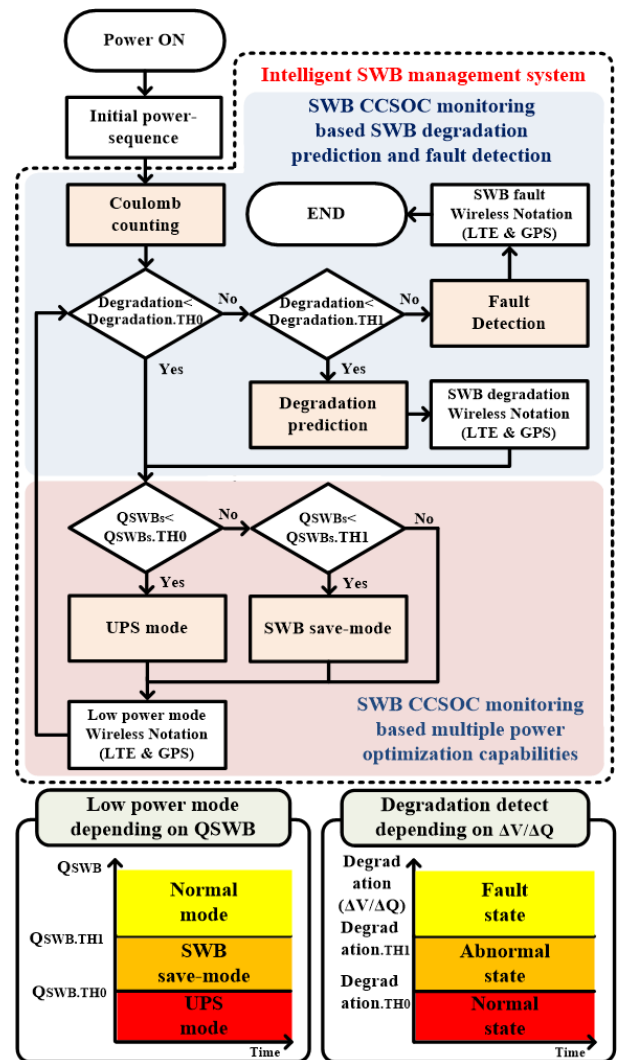 Power ON
Intelligent SWB management system
Initial power-
sequence
SWB CCSOC monitoring
based SWB degradation
prediction and fault detection
Coulomb
counting
END
SWB fault
Wireless Notation
(LTE & GPS)
Degradation<
Degradation.TH0
No
Degradation<
Degradation.TH1
No
Fault
Detection
Yes
Yes
Degradation
prediction
SWB degradation
Wireless Notation
(LTE & GPS)
QSWBs<
QSWBs.TH0
No
QSWBs<
QSWBs.TH1
No
Yes
Yes
UPS mode
SWB save-mode
Low power mode
Wireless Notation
(LTE & GPS)
SWB CCSOC monitoring
based multiple power
optimization capabilities
Low power mode
depending on QSWB
QSWB
Normal
mode
QSWB.TH1
SWB
save-mode
QSWB.TH0
UPS
mode
Time
Degradation detect
depending on ΔV/ΔQ
Degrad
ation
(ΔV/ΔQ)
Fault
state
Degrad
ation.TH1
Abnormal
state
Degrad
ation.TH0
Normal
state
Time